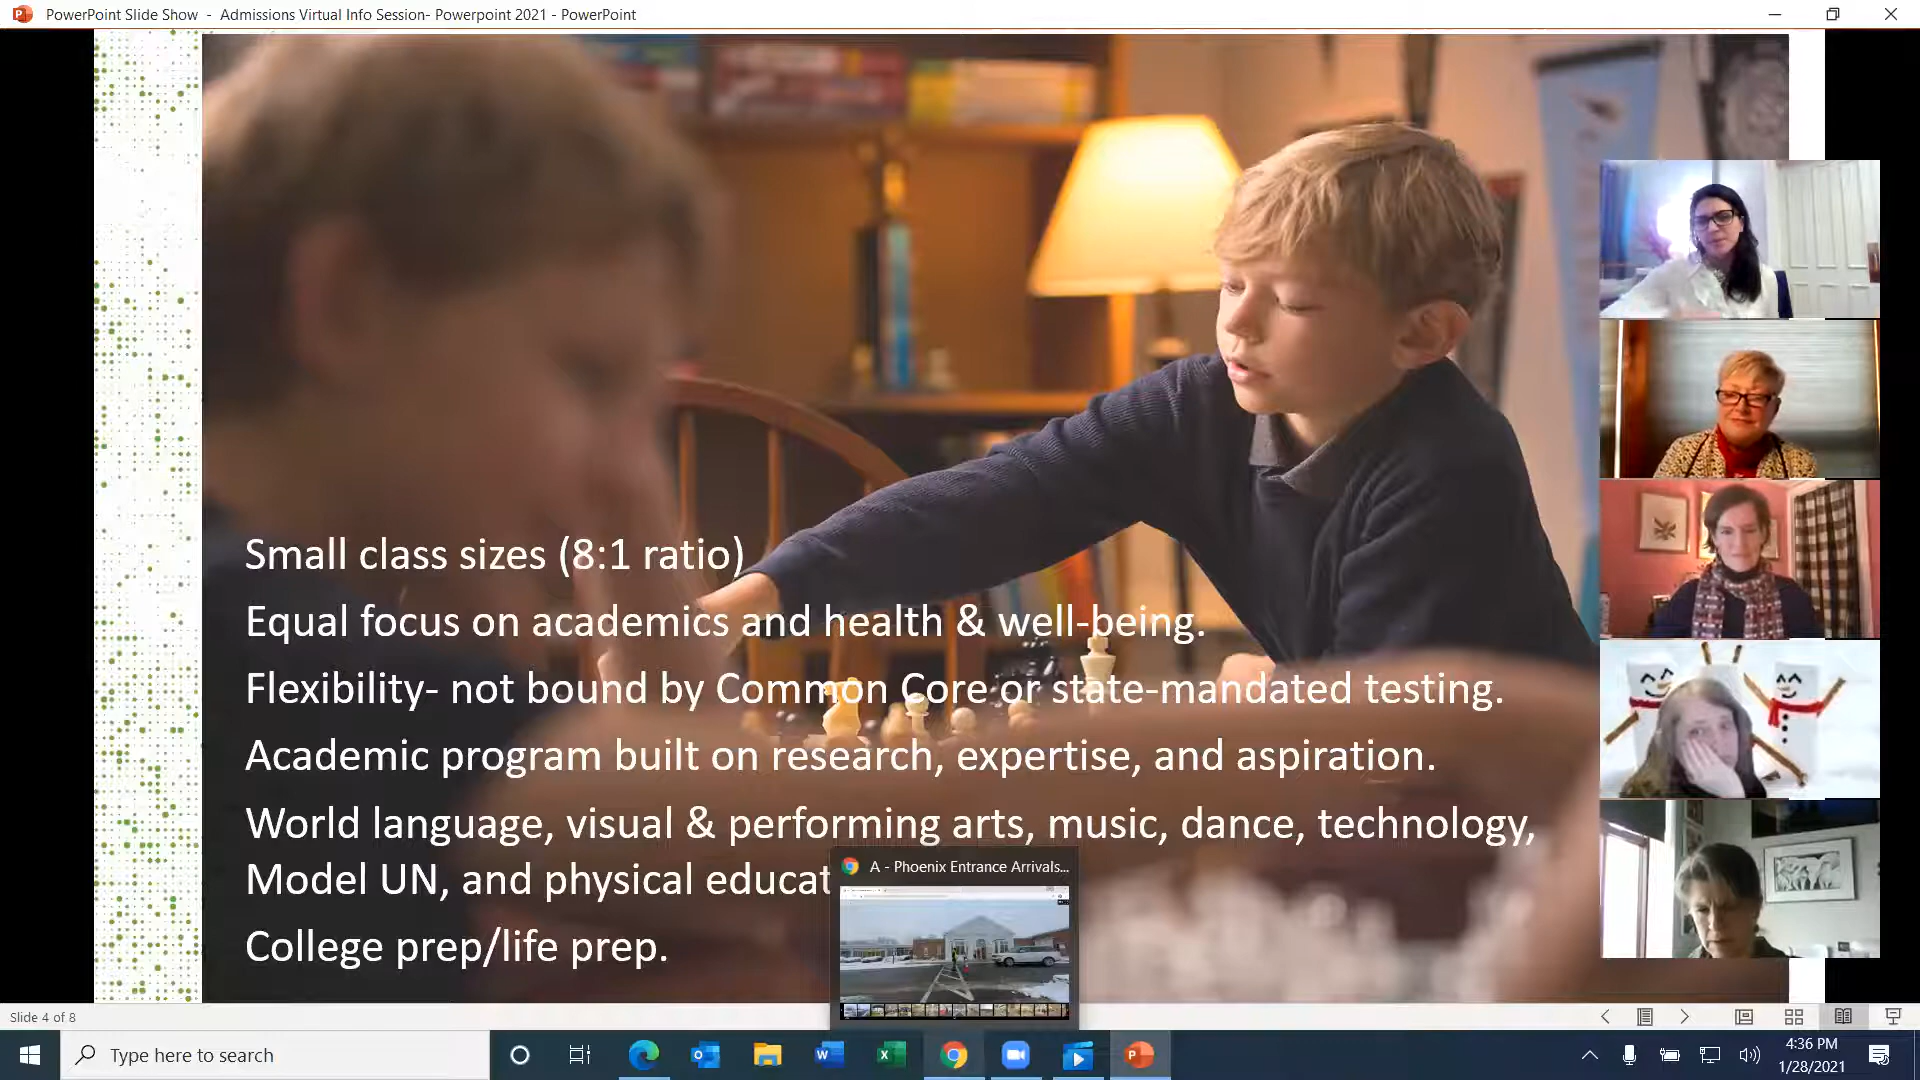 PowerPoint Slide Show - Admissions Virtual Info Session- Powerpoint 2021 - PowerPoint
Small class sizes (8:1 ratio)
Equal focus on academics and health & well-being.
Flexibility- not bound by Common Core or state-mandated testing.
Academic program built on research, expertise, and aspiration.
World language, visual & performing arts, music, dance, technology,
Model UN, and physical educat
A - Phoenix Entrance Arrivals...
College prep/life prep.
Slide 4 of 8
Type here to search
4:36 PM
1/28/2021